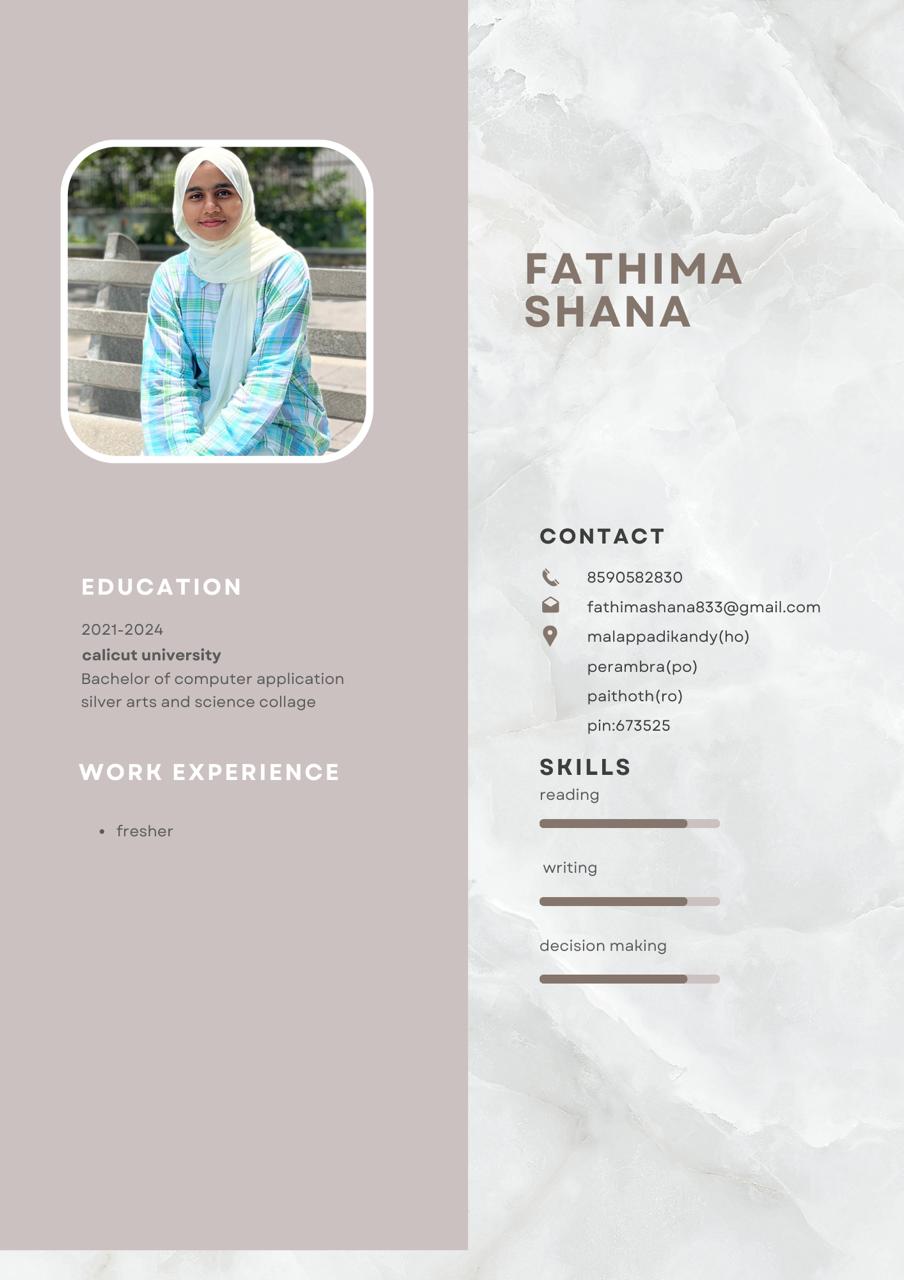 FATHIMA
SHANA
EDUCATION
2021-2024
calicut university
Bachelor of computer application
silver arts and science collage
WORK EXPERIENCE
• fresher
CONTACT
8590582830
fathimashana833@gmail.com
malappadikandy(ho)
perambra(po)
paithoth(ro)
pin:673525
SKILLS
reading
writing
decision making